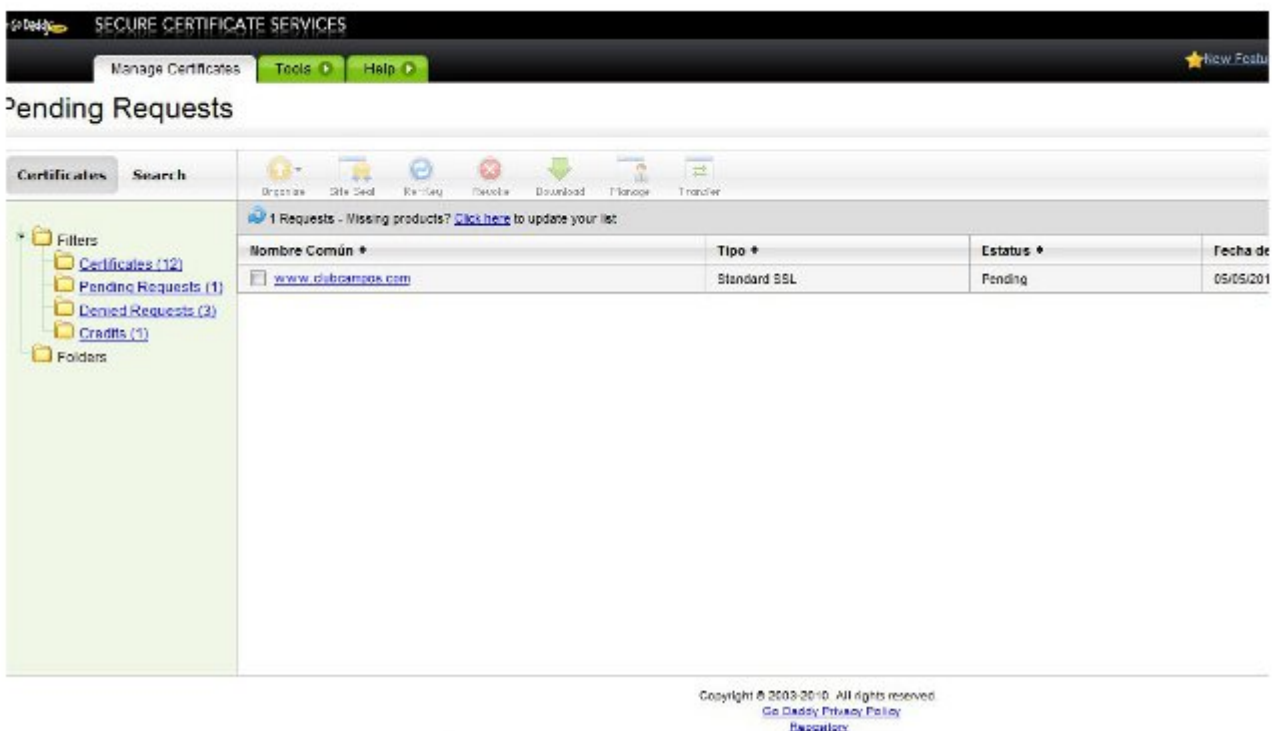 Go Daddy SECURE CERTIFICATE SERVICES
Manage Certificates Tools Help New Featu
Pending Requests
Certificates Search
Organize Site Seal Re-Key Revoke Download Manage Transfer
1 Requests - Missing products? Click here to update your list
Filters
Certificates (12)
Pending Requests (1)
Denied Requests (3)
Credits (1)
Folders
Nombre Común Tipo Estatus Fecha de
www.clubcampos.com Standard SSL Pending 05/05/201
Copyright © 2003-2010. All rights reserved.
Go Daddy Privacy Policy
Repository